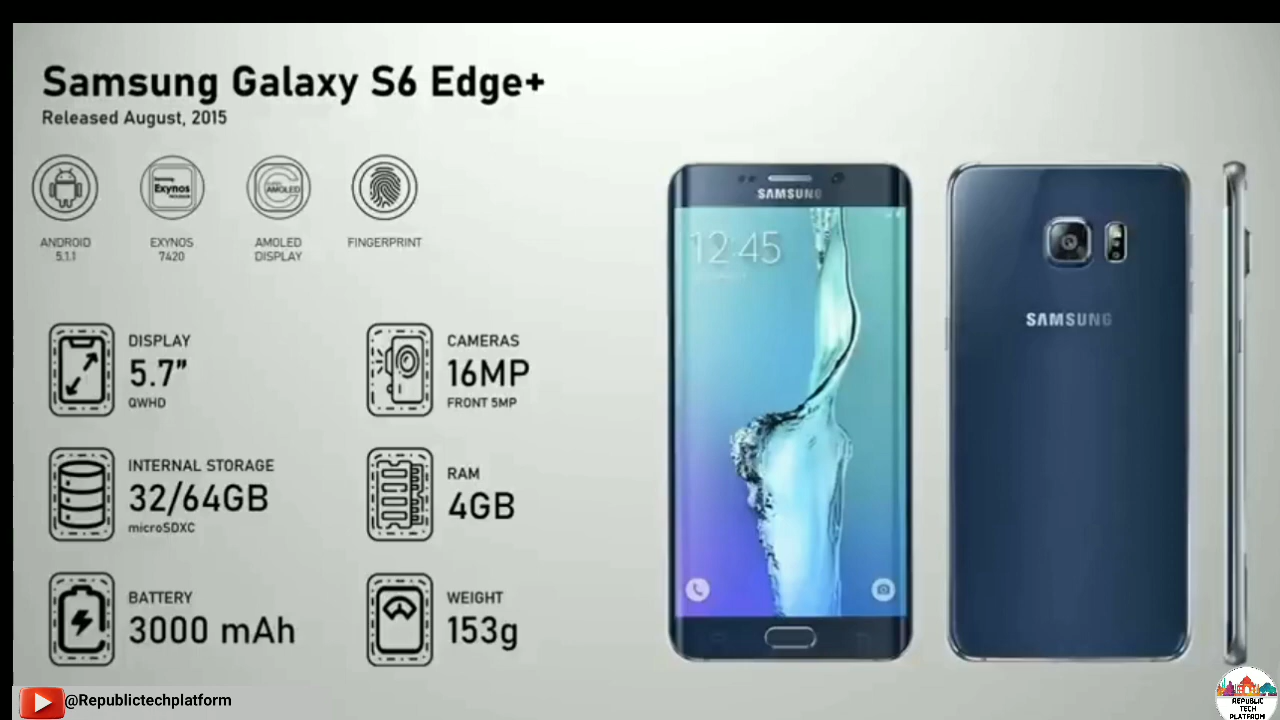 Samsung Galaxy S6 Edge+
Released August, 2015
Samsung
Exynos
AMOLED
ANDROID
5.1.1
EXYNOS
7420
AMOLED
DISPLAY
FINGERPRINT
DISPLAY
5.7”
QWHD
CAMERAS
16MP
FRONT 5MP
INTERNAL STORAGE
32/64GB
microSDXC
RAM
4GB
BATTERY
3000 mAh
WEIGHT
153g
SAMSUNG
12:45
SAMSUNG
@Republictechplatform
REPUBLIC
TECH
PLATFROM